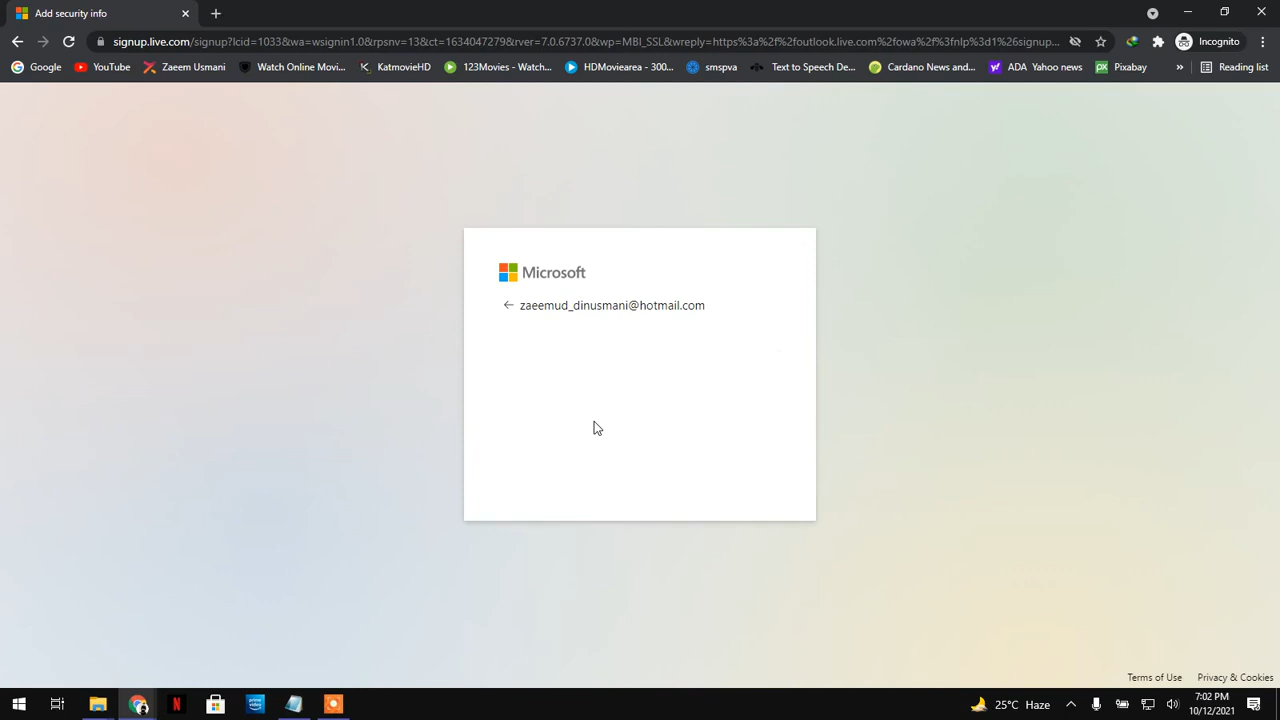 Add security info
signup.live.com/signup?lcid=1033&wa=wsignin1.0&rpsnv=13&ct=1634047279&rver=7.0.6737.0&wp=MBI_SSL&wreply=https%3a%2f%2foutlook.live.com%2fowa%2f%3fnlp%3d1%26signup...
Incognito
Google
YouTube
Zaeem Usmani
Watch Online Movi...
KatmovieHD
123Movies - Watc...
HDMoviearea - 300...
smspva
Text to Speech De...
Cardano News and...
ADA Yahoo news
Pixabay
»
Reading list
Microsoft
zaeemud_dinusmani@hotmail.com
Terms of Use
Privacy & Cookies
25°C Haze
7:02 PM
10/12/2021